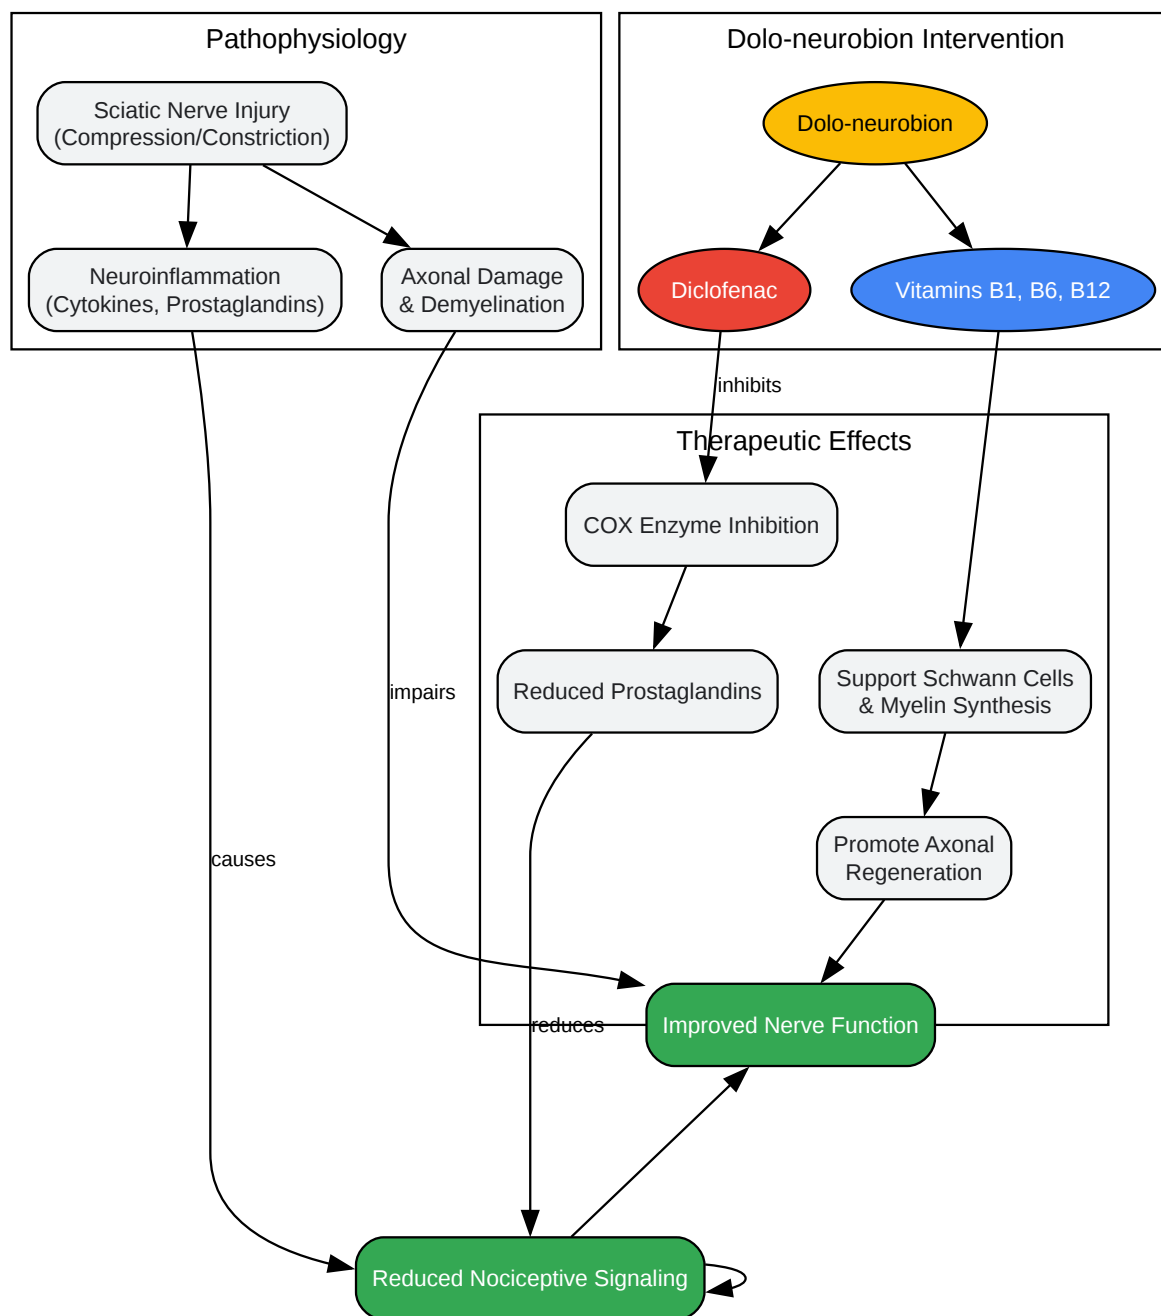 Pathophysiology
Sciatic Nerve Injury
(Compression/Constriction)
Neuroinflammation
(Cytokines, Prostaglandins)
Axonal Damage
& Demyelination
Dolo-neurobion Intervention
Dolo-neurobion
Diclofenac
Vitamins B1, B6, B12
inhibits
Therapeutic Effects
COX Enzyme Inhibition
impairs
Reduced Prostaglandins
Support Schwann Cells
& Myelin Synthesis
causes
Promote Axonal
Regeneration
reduces
Improved Nerve Function
Reduced Nociceptive Signaling